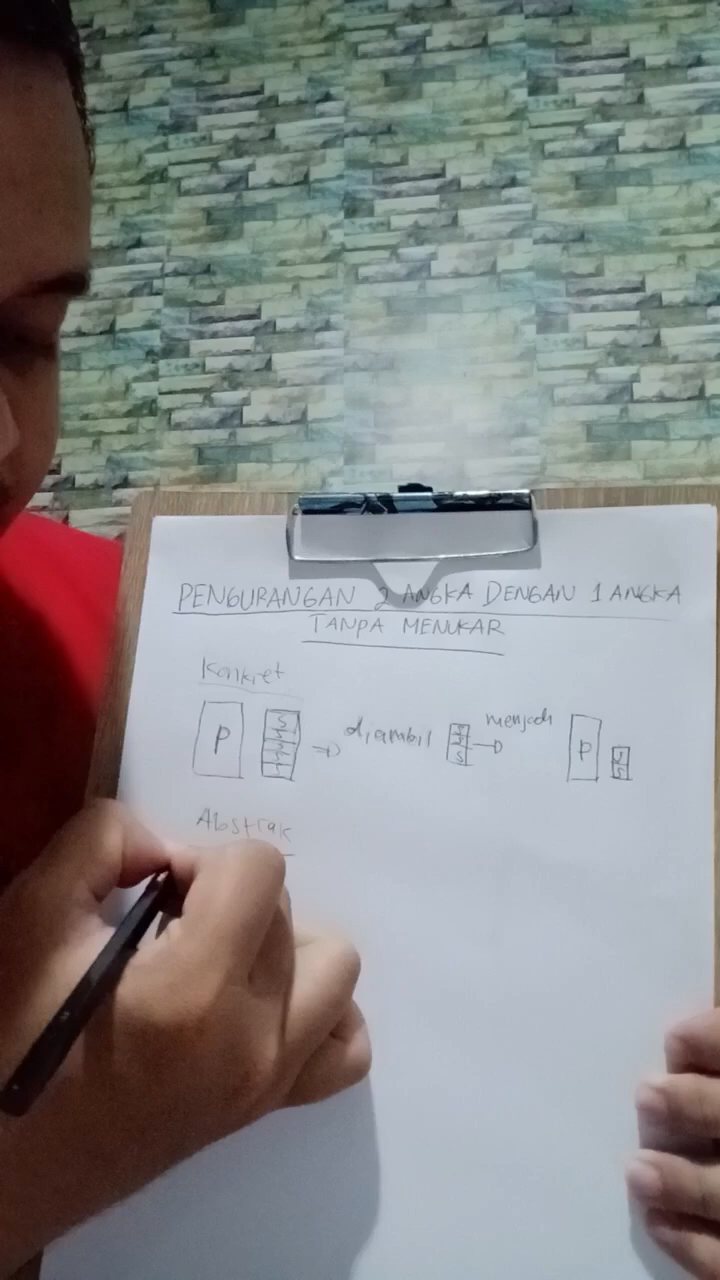 PENGURANGAN 2 ANGKA DENGAN 1 ANGKA
TANPA MENUKAR
Konkret
P diambil menjadi P
Abstrak